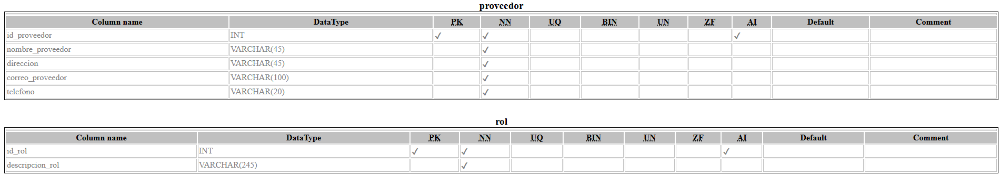 proveedor
Column name DataType PK NN UQ BIN UN ZF AI Default Comment
id_proveedor INT ✓ ✓ ✓
nombre_proveedor VARCHAR(45) ✓
direccion VARCHAR(45) ✓
correo_proveedor VARCHAR(100) ✓
telefono VARCHAR(20) ✓
rol
Column name DataType PK NN UQ BIN UN ZF AI Default Comment
id_rol INT ✓ ✓ ✓
descripcion_rol VARCHAR(245) ✓